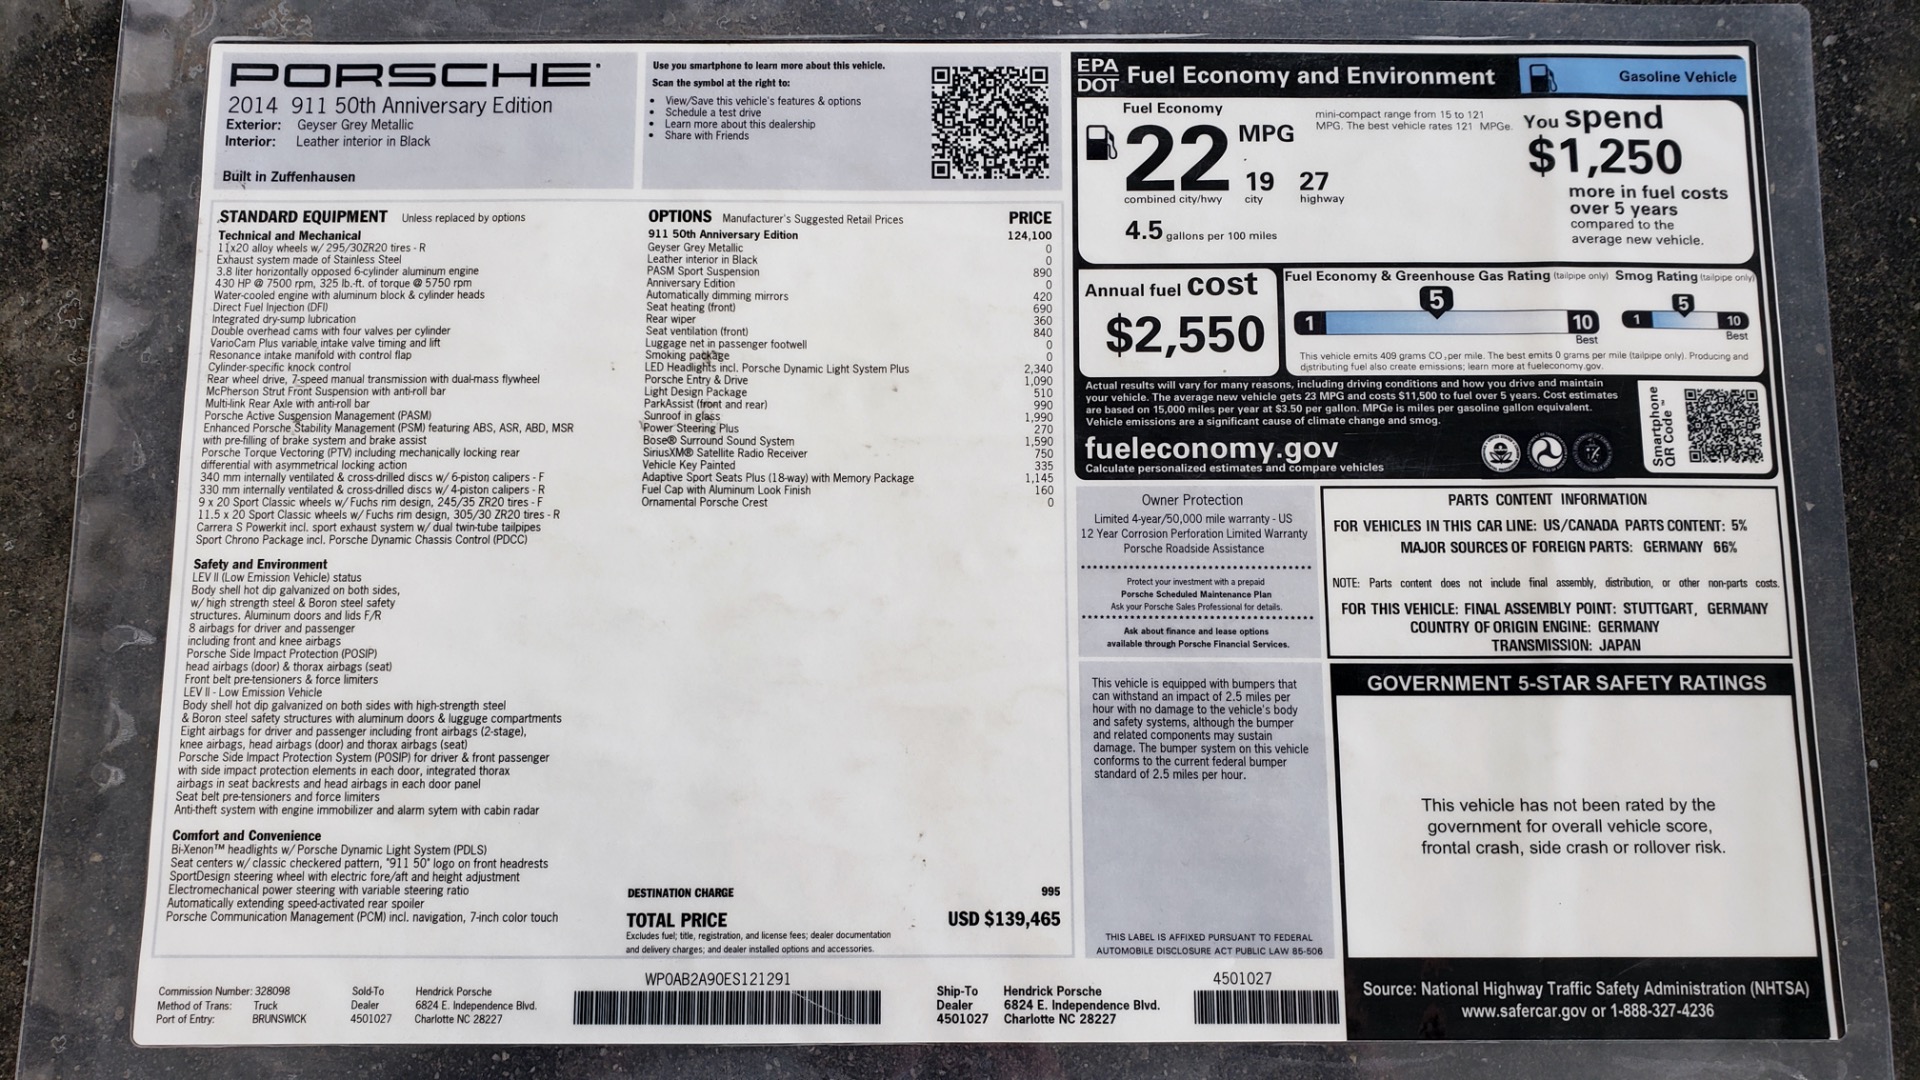 PORSCHE
2014 911 50th Anniversary Edition
Exterior: Geyser Grey Metallic
Interior: Leather interior in Black
Built in Zuffenhausen
Use you smartphone to learn more about this vehicle.
Scan the symbol at the right to:
• View/Save this vehicle's features & options
• Schedule a test drive
• Learn more about this dealership
• Share with Friends
STANDARD EQUIPMENT Unless replaced by options
Technical and Mechanical
11x20 alloy wheels w/ 295/30ZR20 tires - R
Exhaust system made of Stainless Steel
3.8 liter horizontally opposed 6-cylinder aluminum engine
430 HP @ 7500 rpm, 325 lb.-ft. of torque @ 5750 rpm
Water-cooled engine with aluminum block & cylinder heads
Direct Fuel Injection (DFI)
Integrated dry-sump lubrication
Double overhead cams with four valves per cylinder
VarioCam Plus variable intake valve timing and lift
Resonance intake manifold with control flap
Cylinder-specific knock control
Rear wheel drive, 7-speed manual transmission with dual-mass flywheel
McPherson Strut Front Suspension with anti-roll bar
Multi-link Rear Axle with anti-roll bar
Porsche Active Suspension Management (PASM)
Enhanced Porsche Stability Management (PSM) featuring ABS, ASR, ABD, MSR
with pre-filling of brake system and brake assist
Porsche Torque Vectoring (PTV) including mechanically locking rear
differential with asymmetrical locking action
340 mm internally ventilated & cross-drilled discs w/ 6-piston calipers - F
330 mm internally ventilated & cross-drilled discs w/ 4-piston calipers - R
9 x 20 Sport Classic wheels w/ Fuchs rim design, 245/35 ZR20 tires - F
11.5 x 20 Sport Classic wheels w/ Fuchs rim design, 305/30 ZR20 tires - R
Carrera S Powerkit incl. sport exhaust system w/ dual twin-tube tailpipes
Sport Chrono Package incl. Porsche Dynamic Chassis Control (PDCC)
Safety and Environment
LEV II (Low Emission Vehicle) status
Body shell hot dip galvanized on both sides,
w/ high strength steel & Boron steel safety
structures. Aluminum doors and lids F/R
8 airbags for driver and passenger
including front and knee airbags
Porsche Side Impact Protection (POSIP)
head airbags (door) & thorax airbags (seat)
Front belt pre-tensioners & force limiters
LEV II - Low Emission Vehicle
Body shell hot dip galvanized on both sides with high-strength steel
& Boron steel safety structures with aluminum doors & lugguge compartments
Eight airbags for driver and passenger including front airbags (2-stage),
knee airbags, head airbags (door) and thorax airbags (seat)
Porsche Side Impact Protection System (POSIP) for driver & front passenger
with side impact protection elements in each door, integrated thorax
airbags in seat backrests and head airbags in each door panel
Seat belt pre-tensioners and force limiters
Anti-theft system with engine immobilizer and alarm sytem with cabin radar
Comfort and Convenience
Bi-Xenon™ headlights w/ Porsche Dynamic Light System (PDLS)
Seat centers w/ classic checkered pattern, "911 50" logo on front headrests
SportDesign steering wheel with electric fore/aft and height adjustment
Electromechanical power steering with variable steering ratio
Automatically extending speed-activated rear spoiler
Porsche Communication Management (PCM) incl. navigation, 7-inch color touch
OPTIONS Manufacturer's Suggested Retail Prices PRICE
911 50th Anniversary Edition 124,100
Geyser Grey Metallic 0
Leather interior in Black 0
PASM Sport Suspension 890
Anniversary Edition 0
Automatically dimming mirrors 420
Seat heating (front) 690
Rear wiper 360
Seat ventilation (front) 840
Luggage net in passenger footwell 0
Smoking package 0
LED Headlights incl. Porsche Dynamic Light System Plus 2,340
Porsche Entry & Drive 1,090
Light Design Package 510
ParkAssist (front and rear) 990
Sunroof in glass 1,990
Power Steering Plus 270
Bose® Surround Sound System 1,590
SiriusXM® Satellite Radio Receiver 750
Vehicle Key Painted 335
Adaptive Sport Seats Plus (18-way) with Memory Package 1,145
Fuel Cap with Aluminum Look Finish 160
Ornamental Porsche Crest 0
DESTINATION CHARGE 995
TOTAL PRICE USD $139,465
Excludes fuel; title, registration, and license fees; dealer documentation
and delivery charges; and dealer installed options and accessories.
EPA
DOT
Fuel Economy and Environment
Gasoline Vehicle
Fuel Economy
22 MPG
combined city/hwy
19
city
27
highway
mini-compact range from 15 to 121
MPG. The best vehicle rates 121 MPGe.
4.5 gallons per 100 miles
You spend
$1,250
more in fuel costs
over 5 years
compared to the
average new vehicle.
Annual fuel cost
$2,550
Fuel Economy & Greenhouse Gas Rating (tailpipe only)
5
1
10
Best
Smog Rating (tailpipe only)
5
1
10
Best
This vehicle emits 409 grams CO2 per mile. The best emits 0 grams per mile (tailpipe only). Producing and
distributing fuel also create emissions; learn more at fueleconomy.gov.
Actual results will vary for many reasons, including driving conditions and how you drive and maintain
your vehicle. The average new vehicle gets 23 MPG and costs $11,500 to fuel over 5 years. Cost estimates
are based on 15,000 miles per year at $3.50 per gallon. MPGe is miles per gasoline gallon equivalent.
Vehicle emissions are a significant cause of climate change and smog.
fueleconomy.gov
Calculate personalized estimates and compare vehicles
Smartphone
QR Code™
Owner Protection
Limited 4-year/50,000 mile warranty - US
12 Year Corrosion Perforation Limited Warranty
Porsche Roadside Assistance
Protect your investment with a prepaid
Porsche Scheduled Maintenance Plan
Ask your Porsche Sales Professional for details.
Ask about finance and lease options
available through Porsche Financial Services.
This vehicle is equipped with bumpers that
can withstand an impact of 2.5 miles per
hour with no damage to the vehicle's body
and safety systems, although the bumper
and related components may sustain
damage. The bumper system on this vehicle
conforms to the current federal bumper
standard of 2.5 miles per hour.
THIS LABEL IS AFFIXED PURSUANT TO FEDERAL
AUTOMOBILE DISCLOSURE ACT PUBLIC LAW 85-506
PARTS CONTENT INFORMATION
FOR VEHICLES IN THIS CAR LINE: US/CANADA PARTS CONTENT: 5%
MAJOR SOURCES OF FOREIGN PARTS: GERMANY 66%
NOTE: Parts content does not include final assembly, distribution, or other non-parts costs.
FOR THIS VEHICLE: FINAL ASSEMBLY POINT: STUTTGART, GERMANY
COUNTRY OF ORIGIN ENGINE: GERMANY
TRANSMISSION: JAPAN
GOVERNMENT 5-STAR SAFETY RATINGS
This vehicle has not been rated by the
government for overall vehicle score,
frontal crash, side crash or rollover risk.
Source: National Highway Traffic Safety Administration (NHTSA)
www.safercar.gov or 1-888-327-4236
Commission Number: 328098
Method of Trans: Truck
Port of Entry: BRUNSWICK
Sold-To
Dealer
4501027
Hendrick Porsche
6824 E. Independence Blvd.
Charlotte NC 28227
WP0AB2A90ES121291
Ship-To
Dealer
4501027
Hendrick Porsche
6824 E. Independence Blvd.
Charlotte NC 28227
4501027